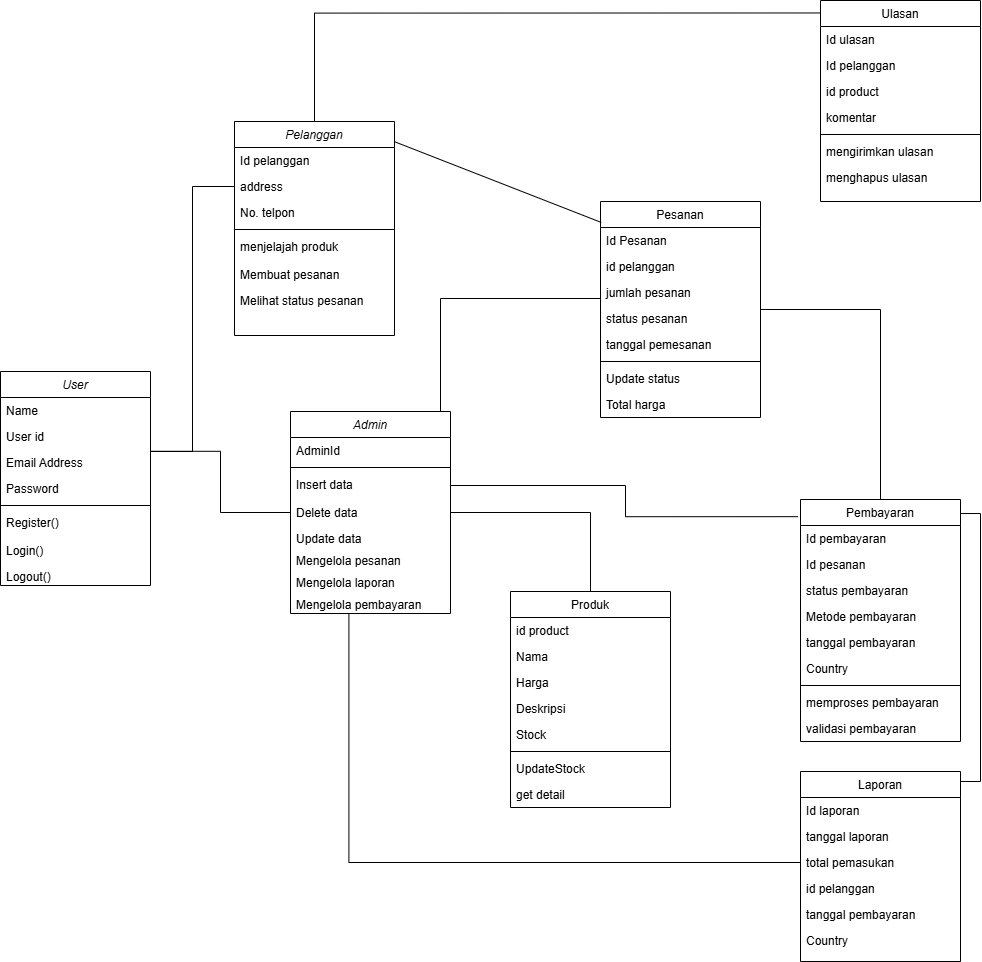 Ulasan
Id ulasan
Id pelanggan
id product
komentar
mengirimkan ulasan
menghapus ulasan
Pelanggan
Id pelanggan
address
No. telpon
menjelajah produk
Membuat pesanan
Melihat status pesanan
Pesanan
Id Pesanan
id pelanggan
jumlah pesanan
status pesanan
tanggal pemesanan
Update status
Total harga
User
Name
User id
Email Address
Password
Register()
Login()
Logout()
Admin
AdminId
Insert data
Delete data
Update data
Mengelola pesanan
Mengelola laporan
Mengelola pembayaran
Produk
id product
Nama
Harga
Deskripsi
Stock
UpdateStock
get detail
Pembayaran
Id pembayaran
Id pesanan
status pembayaran
Metode pembayaran
tanggal pembayaran
Country
memproses pembayaran
validasi pembayaran
Laporan
Id laporan
tanggal laporan
total pemasukan
id pelanggan
tanggal pembayaran
Country